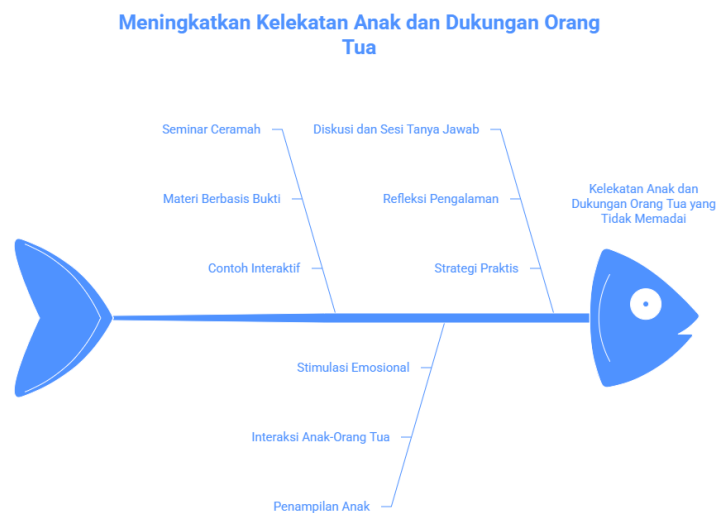 Meningkatkan Kelekatan Anak dan Dukungan Orang
Tua
Seminar Ceramah
Diskusi dan Sesi Tanya Jawab
Materi Berbasis Bukti
Refleksi Pengalaman
Kelekatan Anak dan
Dukungan Orang Tua yang
Tidak Memadai
Contoh Interaktif
Strategi Praktis
Stimulasi Emosional
Interaksi Anak-Orang Tua
Penampilan Anak